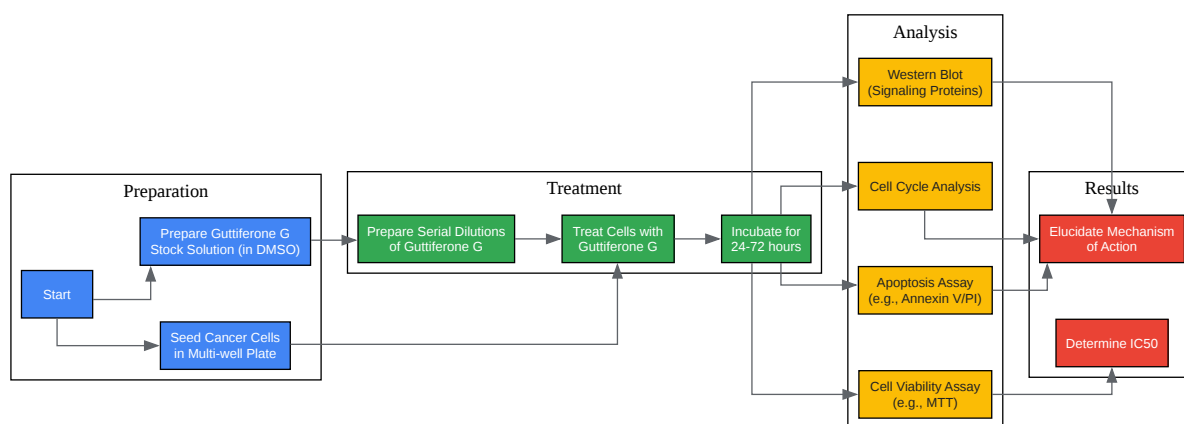 Preparation
Start
Prepare Guttiferone G
Stock Solution (in DMSO)
Seed Cancer Cells
in Multi-well Plate
Treatment
Prepare Serial Dilutions
of Guttiferone G
Treat Cells with
Guttiferone G
Incubate for
24-72 hours
Analysis
Western Blot
(Signaling Proteins)
Cell Cycle Analysis
Apoptosis Assay
(e.g., Annexin V/PI)
Cell Viability Assay
(e.g., MTT)
Results
Elucidate Mechanism
of Action
Determine IC50